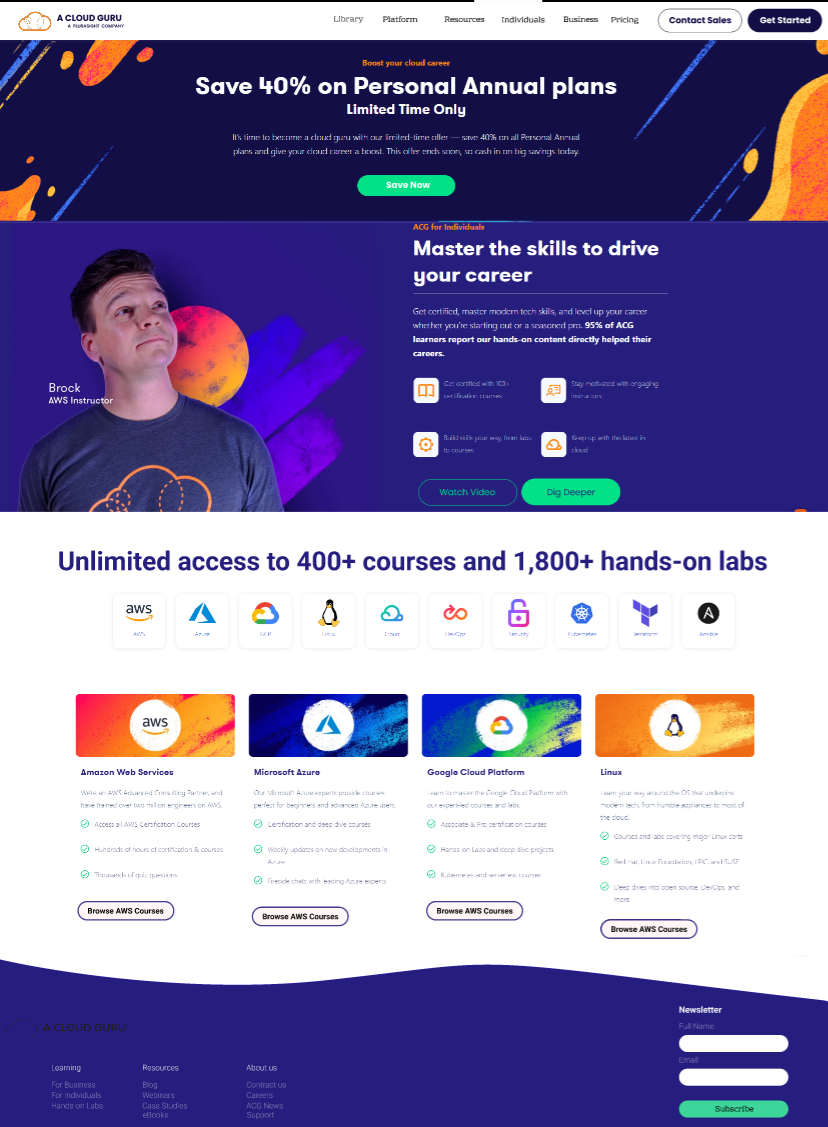 A CLOUD GURU
A PLURALSIGHT COMPANY
Library Platform Resources Individuals Business Pricing Contact Sales Get Started
Boost your cloud career
Save 40% on Personal Annual plans
Limited Time Only
It's time to become a cloud guru with our limited-time offer — save 40% on all Personal Annual
plans and give your cloud career a boost. This offer ends soon, so cash in on big savings today.
Save Now
ACG for Individuals
Master the skills to drive
your career
Get certified, master modern tech skills, and level up your career
whether you're starting out or a seasoned pro. 95% of ACG
learners report our hands-on content directly helped their
careers.
Brock
AWS Instructor
Get certified with 100+
certification courses
Stay motivated with engaging
instructors
Build skills your way, from labs
to courses
Keep up with the latest in
cloud
Watch Video Dig Deeper
Unlimited access to 400+ courses and 1,800+ hands-on labs
aws
AWS Azure GCP Linux Cloud DevOps Security Kubernetes Terraform Ansible
aws
Amazon Web Services
We're an AWS Advanced Consulting Partner, and
have trained over two million engineers on AWS.
Access all AWS Certification Courses
Hundreds of hours of certification & courses
Thousands of quiz questions
Browse AWS Courses
Microsoft Azure
Our Microsoft Azure experts provide courses
perfect for beginners and advanced Azure users.
Certification and deep dive courses
Weekly updates on new developments in
Azure
Fireside chats with leading Azure experts
Browse AWS Courses
Google Cloud Platform
Learn to master the Google Cloud Platform with
our expert-led courses and labs.
Associate & Pro certification courses
Hands-on Labs and deep dive projects
Kubernetes and serverless courses
Browse AWS Courses
Linux
Learn your way around the OS that underpins
modern tech, from humble appliances to most of
the cloud.
Courses and labs covering major Linux certs
Red Hat, Linux Foundation, LPIC, and SUSE
Deep dives into open source, DevOps, and
more
Browse AWS Courses
A CLOUD GURU
Learning
For Business
For Individuals
Hands-on Labs
Resources
Blog
Webinars
Case Studies
eBooks
About us
Contract us
Careers
ACG News
Support
Newsletter
Full Name
Email
Subscribe